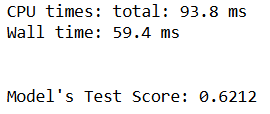 CPU times: total: 93.8 ms
Wall time: 59.4 ms
Model's Test Score: 0.6212